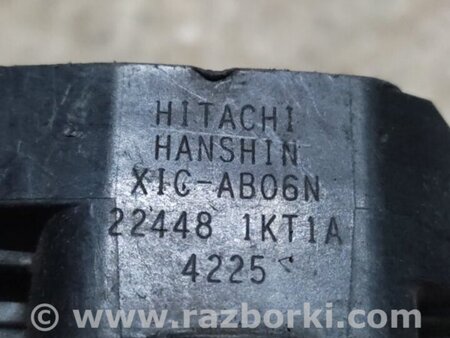 HITACHI
HANSHIN
XIC-AB06N
22448 1KT1A
4225
© www.razborki.com/